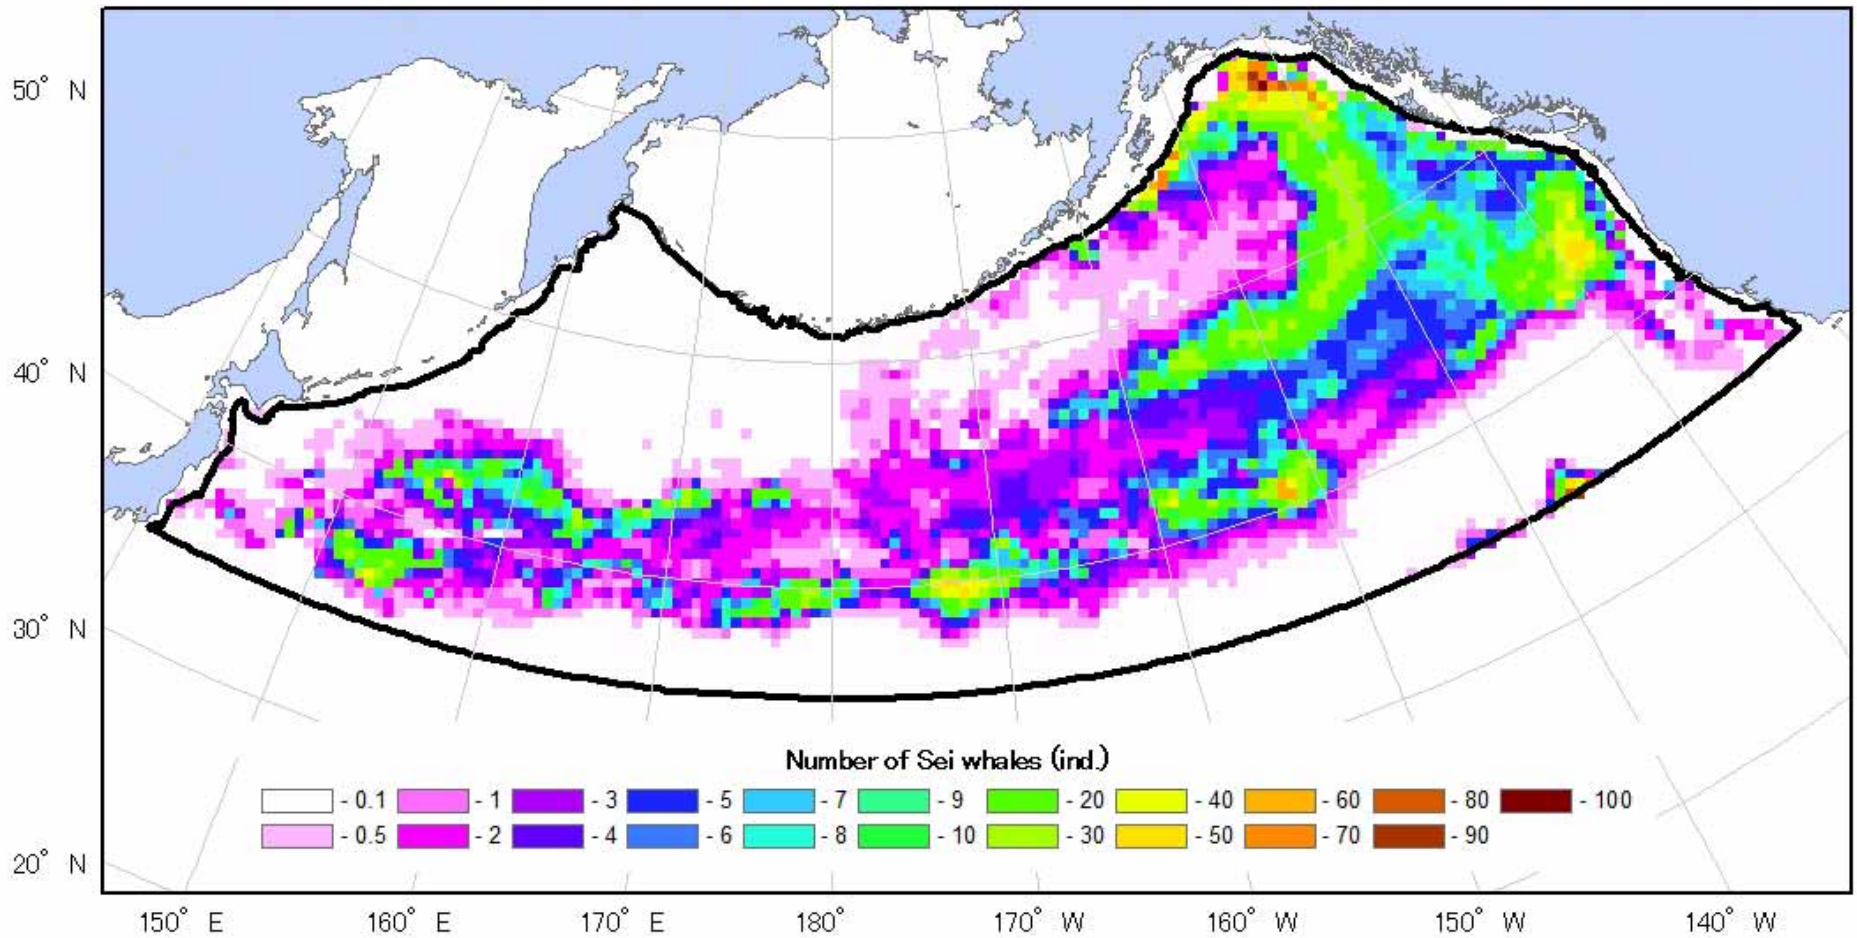 50° N
40° N
30° N
20° N
Number of Sei whales (ind.)
- 0.1 - 1 - 3 - 5 - 7 - 9 - 20 - 40 - 60 - 80 - 100
- 0.5 - 2 - 4 - 6 - 8 - 10 - 30 - 50 - 70 - 90
150° E 160° E 170° E 180° 170° W 160° W 150° W 140° W